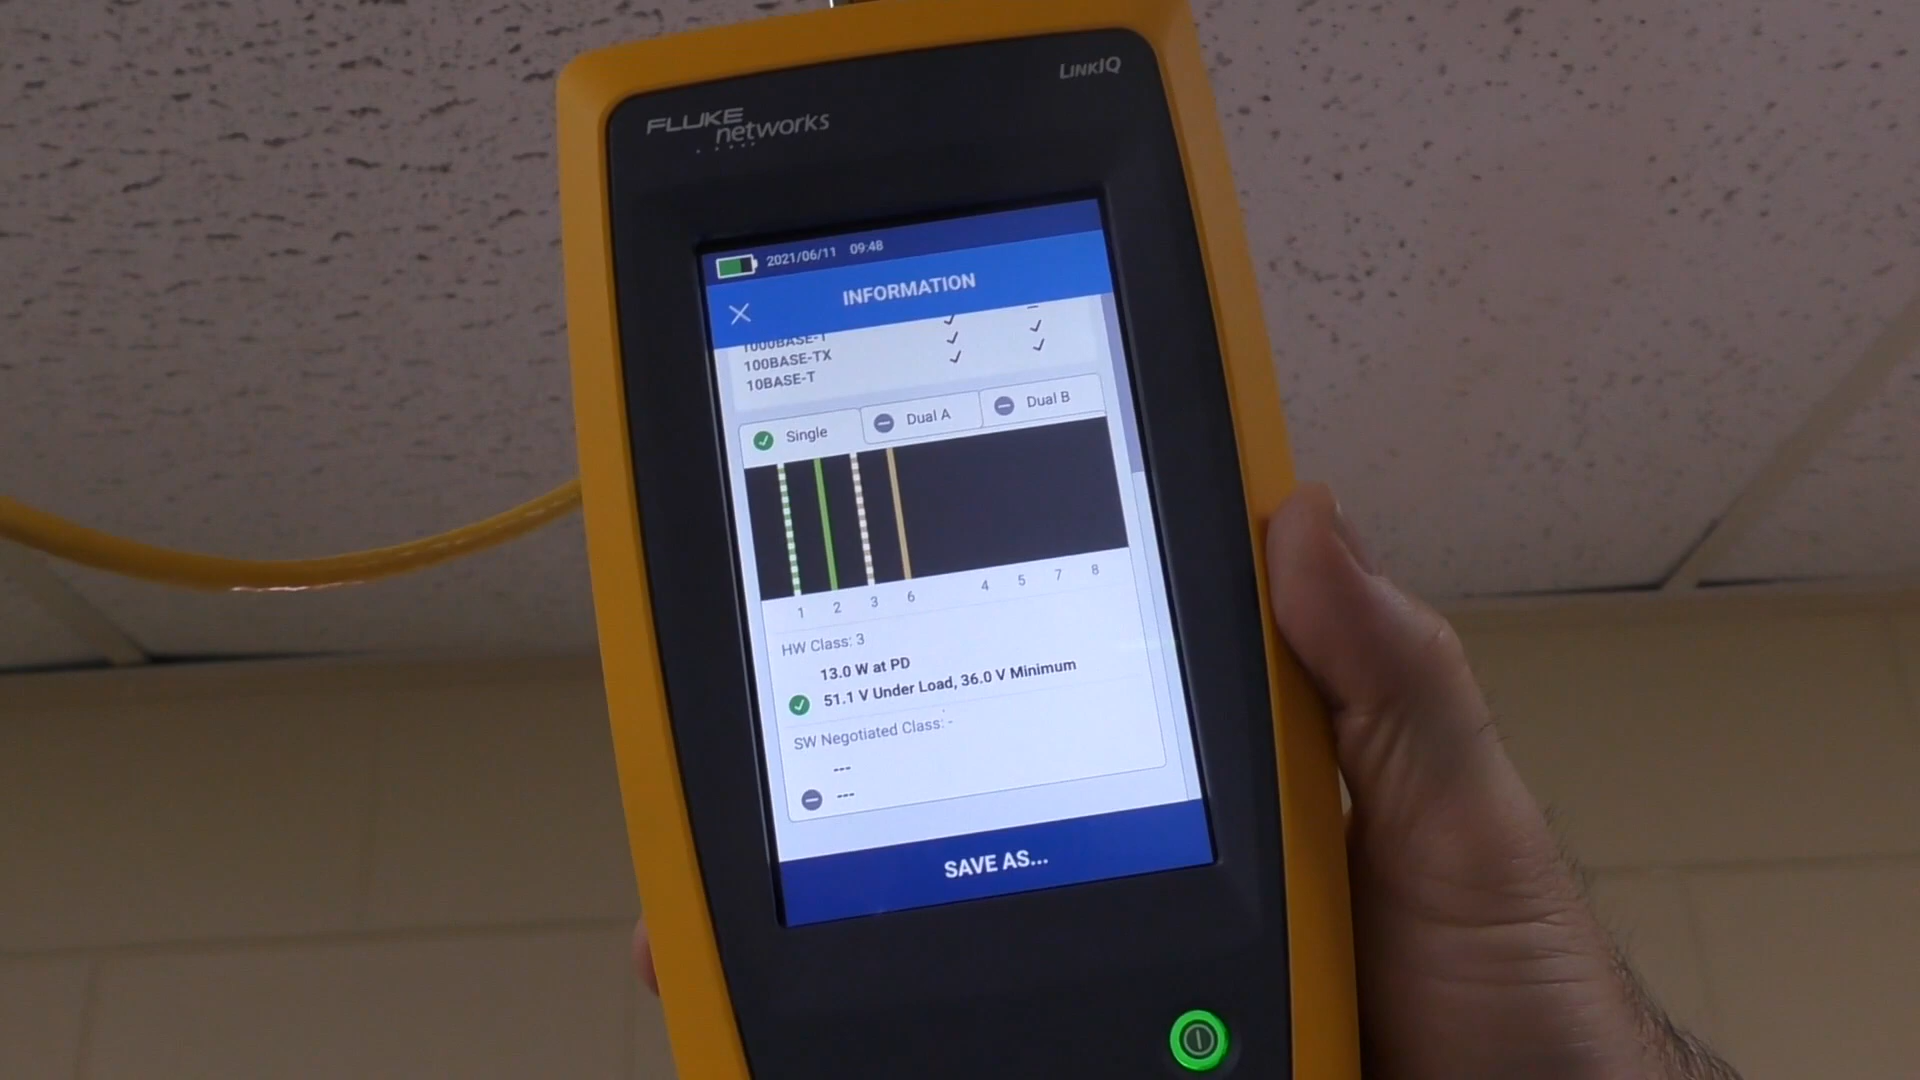 LINKIQ
FLUKE
networks
2021/06/11 09:48
INFORMATION
1000BASE-T
100BASE-TX
10BASE-T
Single Dual A Dual B
1 2 3 6 4 5 7 8
HW Class: 3
13.0 W at PD
51.1 V Under Load, 36.0 V Minimum
SW Negotiated Class: -
---
---
SAVE AS...